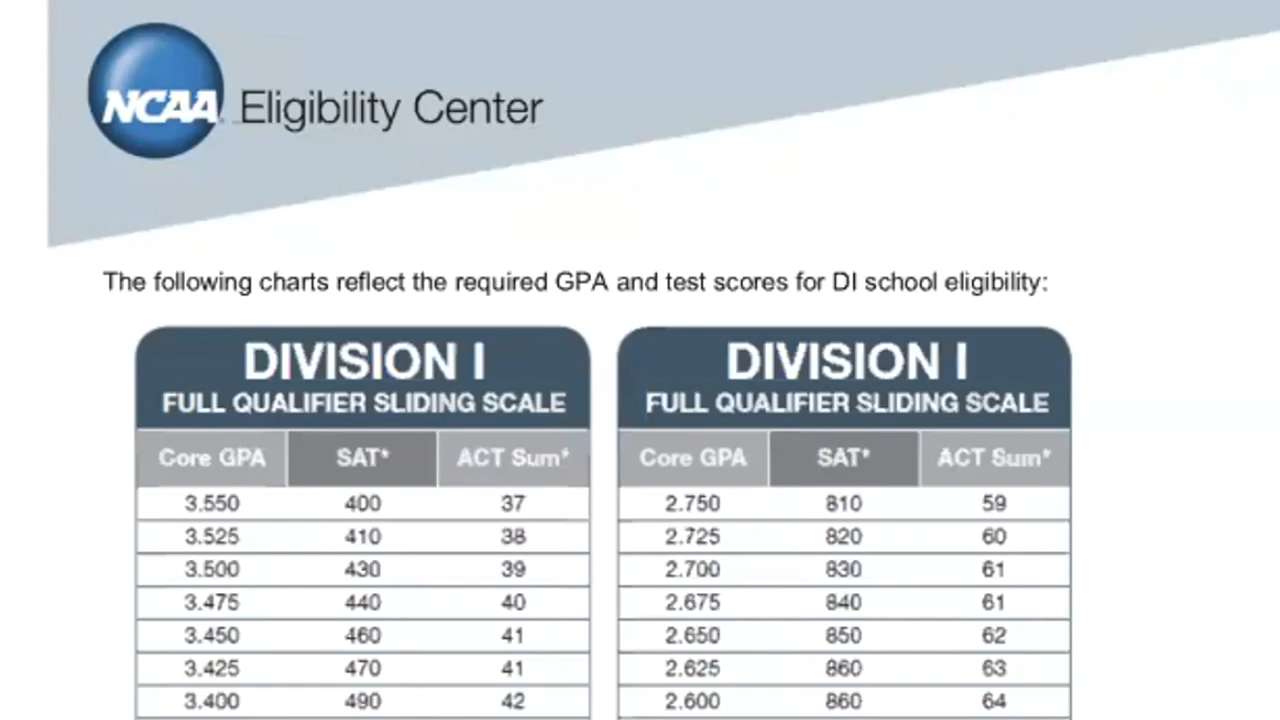 NCAA Eligibility Center
The following charts reflect the required GPA and test scores for DI school eligibility:
DIVISION I
FULL QUALIFIER SLIDING SCALE
Core GPA SAT* ACT Sum*
3.550 400 37
3.525 410 38
3.500 430 39
3.475 440 40
3.450 460 41
3.425 470 41
3.400 490 42
DIVISION I
FULL QUALIFIER SLIDING SCALE
Core GPA SAT* ACT Sum*
2.750 810 59
2.725 820 60
2.700 830 61
2.675 840 61
2.650 850 62
2.625 860 63
2.600 860 64